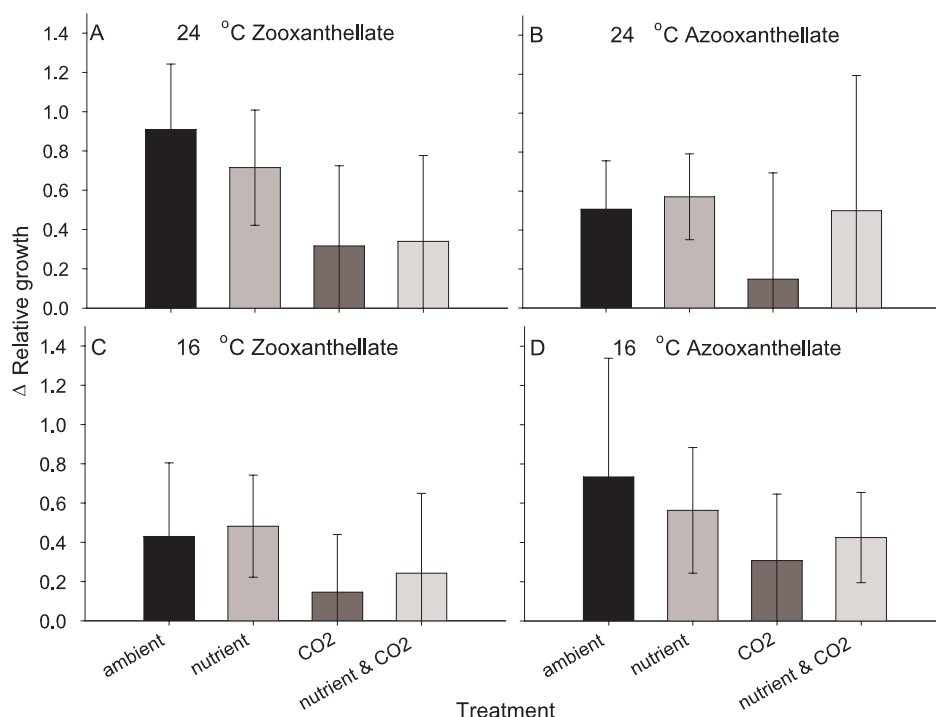 A 24 °C Zooxanthellate
B 24 °C Azooxanthellate
1.4
1.2
1.0
0.8
0.6
0.4
0.2
0.0
C 16 °C Zooxanthellate
D 16 °C Azooxanthellate
1.4
1.2
1.0
0.8
0.6
0.4
0.2
0.0
Δ Relative growth
ambient
nutrient
CO2
nutrient & CO2
ambient
nutrient
CO2
nutrient & CO2
Treatment